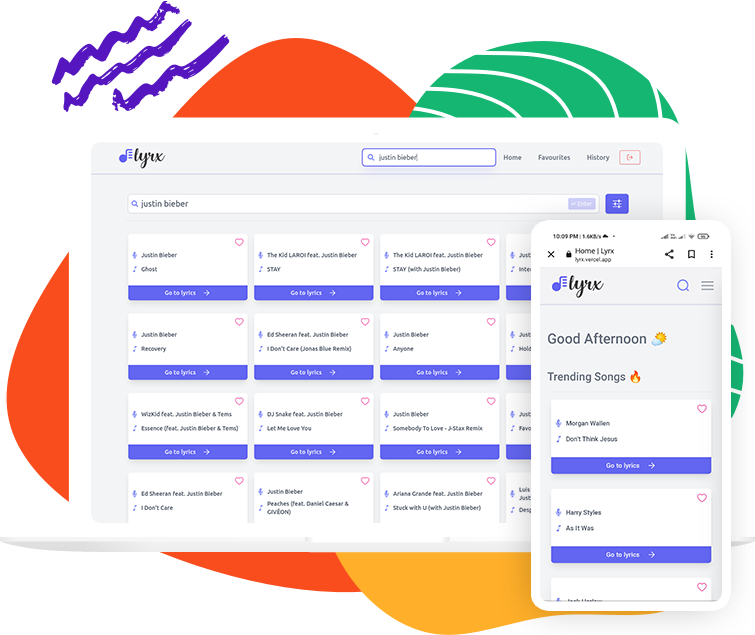 lyrx
justin bieber
Home
Favourites
History
justin bieber
Enter
Justin Bieber
Ghost
Go to lyrics
The Kid LAROI feat. Justin Bieber
STAY
Go to lyrics
The Kid LAROI feat. Justin Bieber
STAY (with Justin Bieber)
Go to lyrics
Justin Bieber
Recovery
Go to lyrics
Ed Sheeran feat. Justin Bieber
I Don't Care (Jonas Blue Remix)
Go to lyrics
Justin Bieber
Anyone
Go to lyrics
Hold
WizKid feat. Justin Bieber & Tems
Essence (feat. Justin Bieber & Tems)
Go to lyrics
DJ Snake feat. Justin Bieber
Let Me Love You
Go to lyrics
Justin Bieber
Somebody To Love - J-Stax Remix
Go to lyrics
Ed Sheeran feat. Justin Bieber
I Don't Care
Justin Bieber
Peaches (feat. Daniel Caesar &
GIVĒON)
Ariana Grande feat. Justin Bieber
Stuck with U (with Justin Bieber)
Luis
10:09 PM | 1.6KB/s
Home | Lyrx
lyrx.vercel.app
lyrx
Good Afternoon
Trending Songs
Morgan Wallen
Don't Think Jesus
Go to lyrics
Harry Styles
As It Was
Go to lyrics